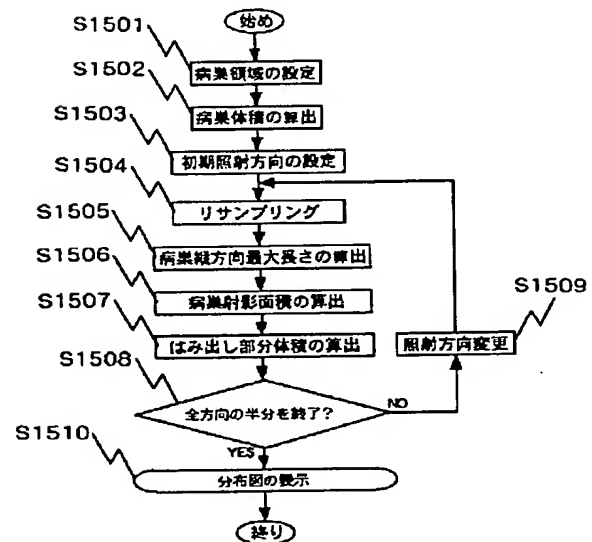 始め
S1501
病巣領域の設定
S1502
病巣体積の算出
S1503
初期照射方向の設定
S1504
リサンプリング
S1505
病巣縦方向最大長さの算出
S1506
病巣射影面積の算出
S1507
はみ出し部分体積の算出
S1509
照射方向変更
S1508
全方向の半分を終了?
NO
YES
S1510
分布図の表示
終り